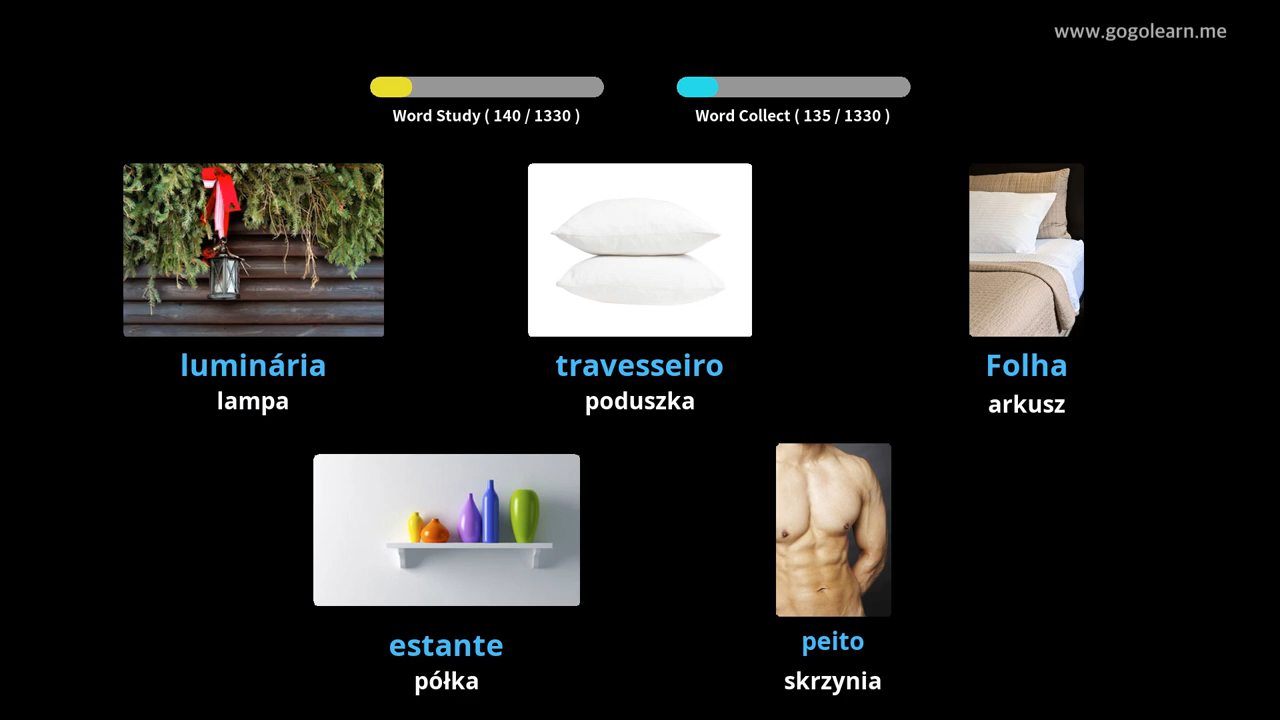 www.gogolearn.me
Word Study ( 140 / 1330 )
Word Collect ( 135 / 1330 )
luminária
lampa
travesseiro
poduszka
Folha
arkusz
estante
półka
peito
skrzynia